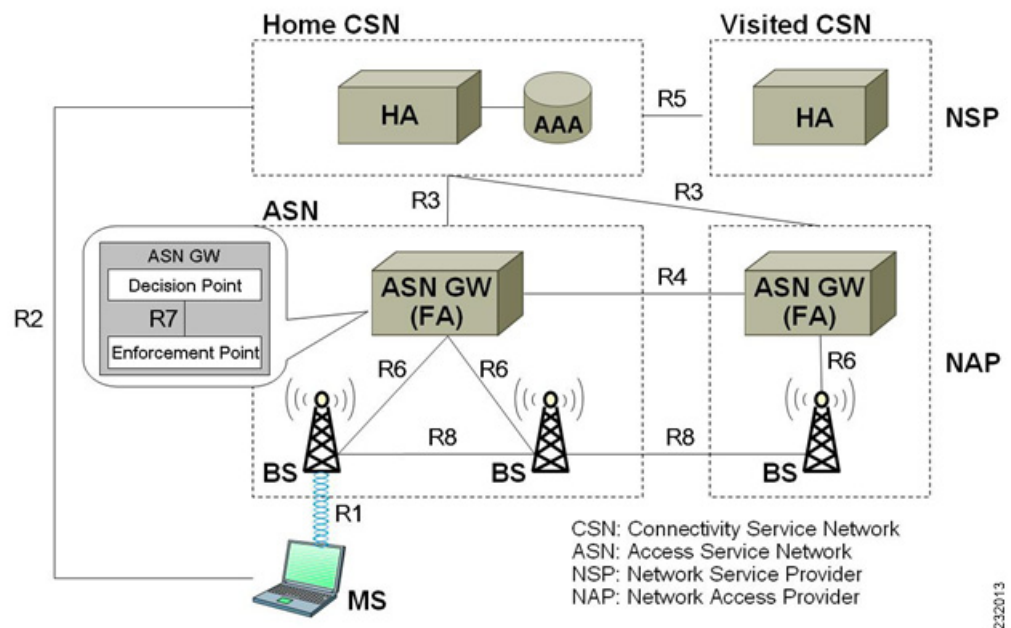 Home CSN
Visited CSN
HA
AAA
R5
HA
NSP
R3
R3
ASN
ASN GW
Decision Point
R7
Enforcement Point
ASN GW
(FA)
R4
ASN GW
(FA)
R2
R6
R6
R6
NAP
R8
R8
BS
BS
BS
R1
MS
CSN: Connectivity Service Network
ASN: Access Service Network
NSP: Network Service Provider
NAP: Network Access Provider
232013